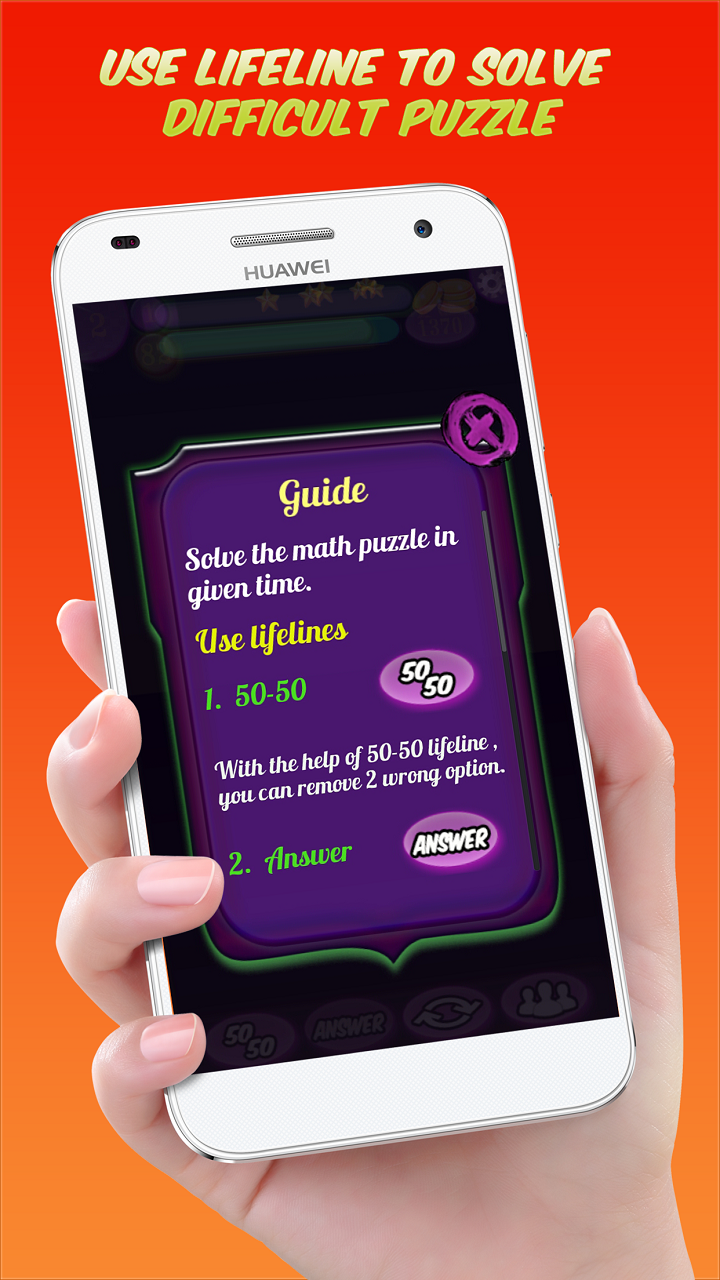 USE LIFELINE TO SOLVE
DIFFICULT PUZZLE
HUAWEI
2
1370
Guide
Solve the math puzzle in
given time.
Use lifelines
1. 50-50
50
50
With the help of 50-50 lifeline ,
you can remove 2 wrong option.
2. Answer
ANSWER
50
50
ANSWER